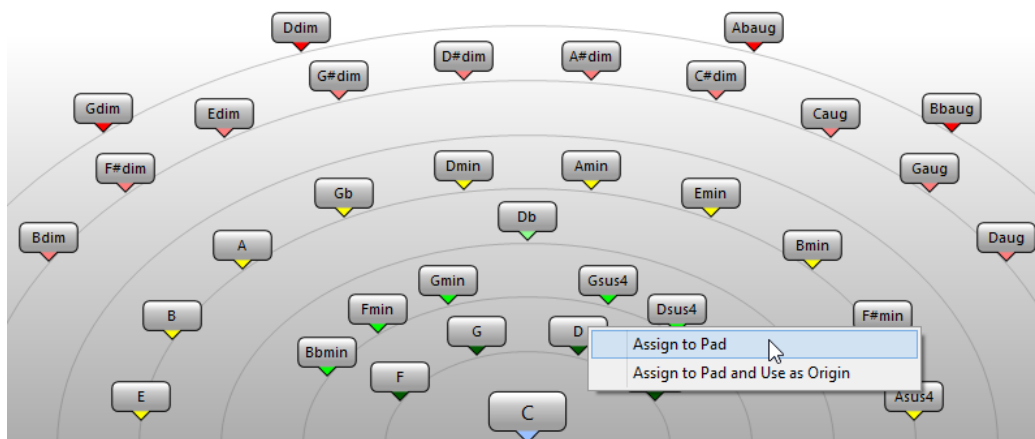 Ddim
Abaug
D#dim
A#dim
G#dim
C#dim
Gdim
Edim
Caug
Bbaug
F#dim
Dmin
Amin
Gaug
Gb
Emin
Db
Bdim
A
Bmin
Daug
Gmin
Gsus4
Fmin
Dsus4
B
F#min
G
D
Assign to Pad
Bbmin
F
Assign to Pad and Use as Origin
E
C
Asus4